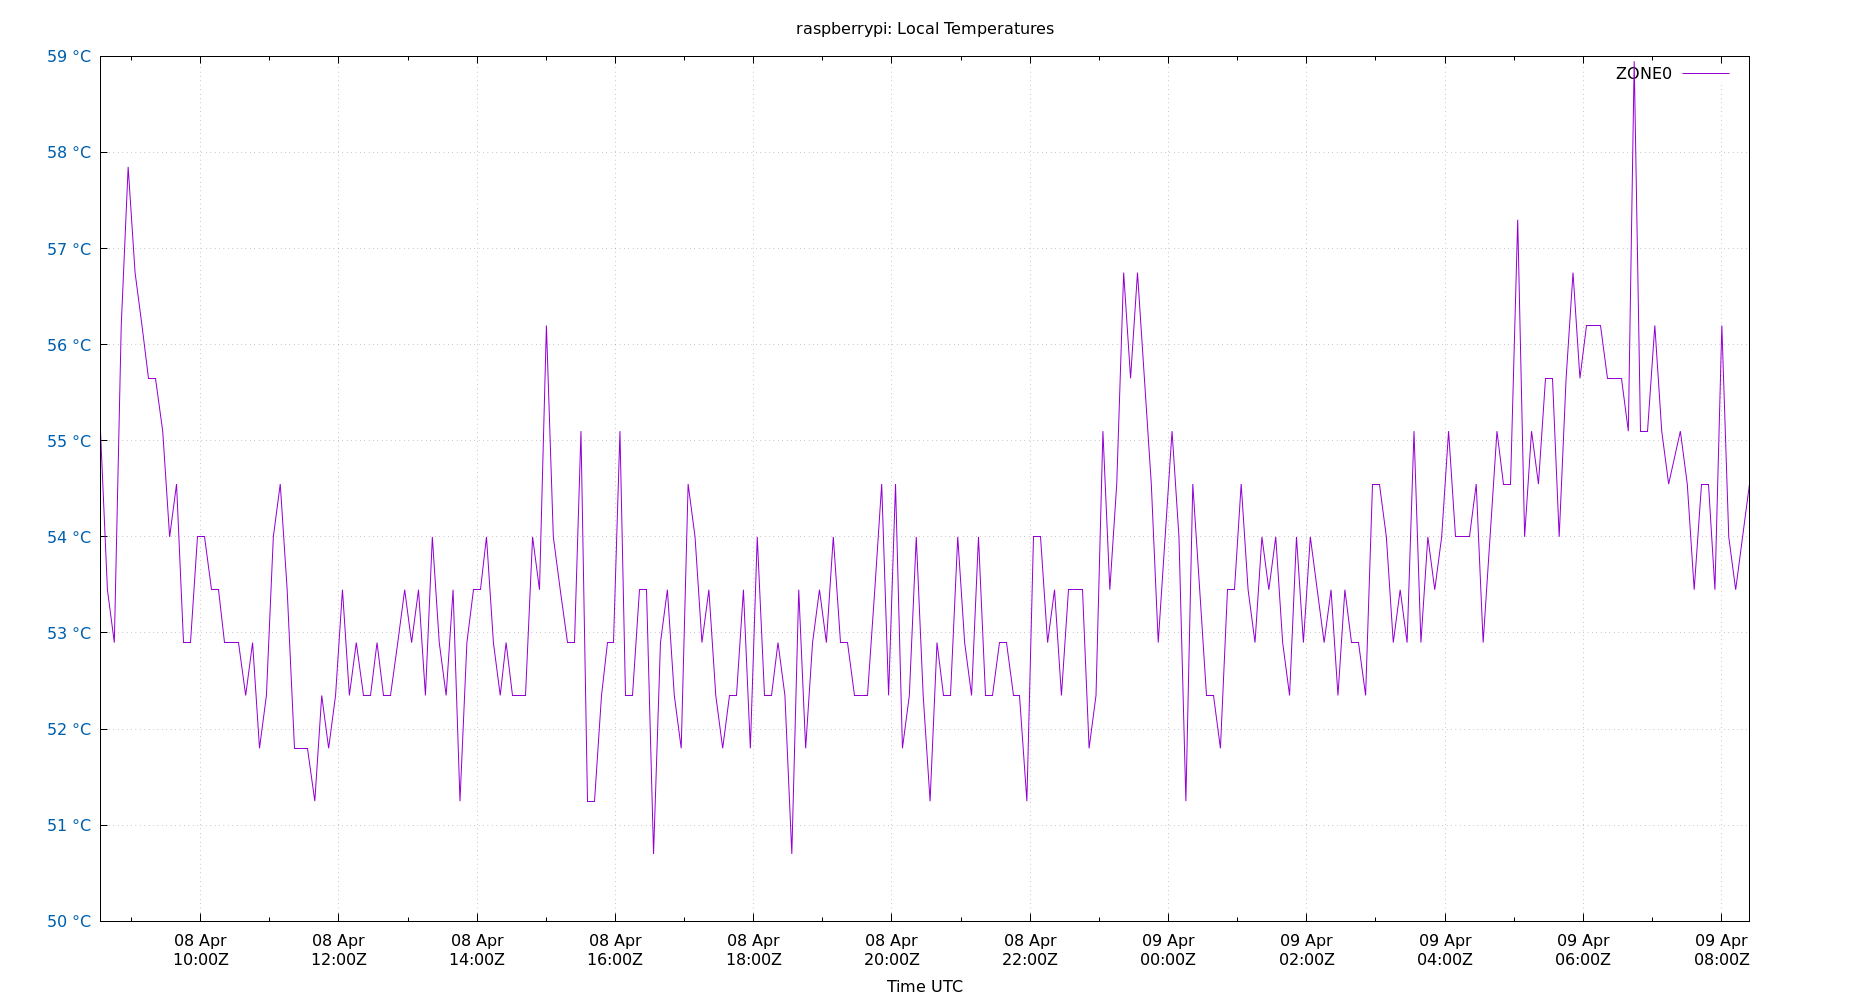 raspberrypi: Local Temperatures
ZONE0
59 °C
58 °C
57 °C
56 °C
55 °C
54 °C
53 °C
52 °C
51 °C
50 °C
08 Apr 08 Apr 08 Apr 08 Apr 08 Apr 08 Apr 08 Apr 09 Apr 09 Apr 09 Apr 09 Apr 09 Apr
10:00Z 12:00Z 14:00Z 16:00Z 18:00Z 20:00Z 22:00Z 00:00Z 02:00Z 04:00Z 06:00Z 08:00Z
Time UTC